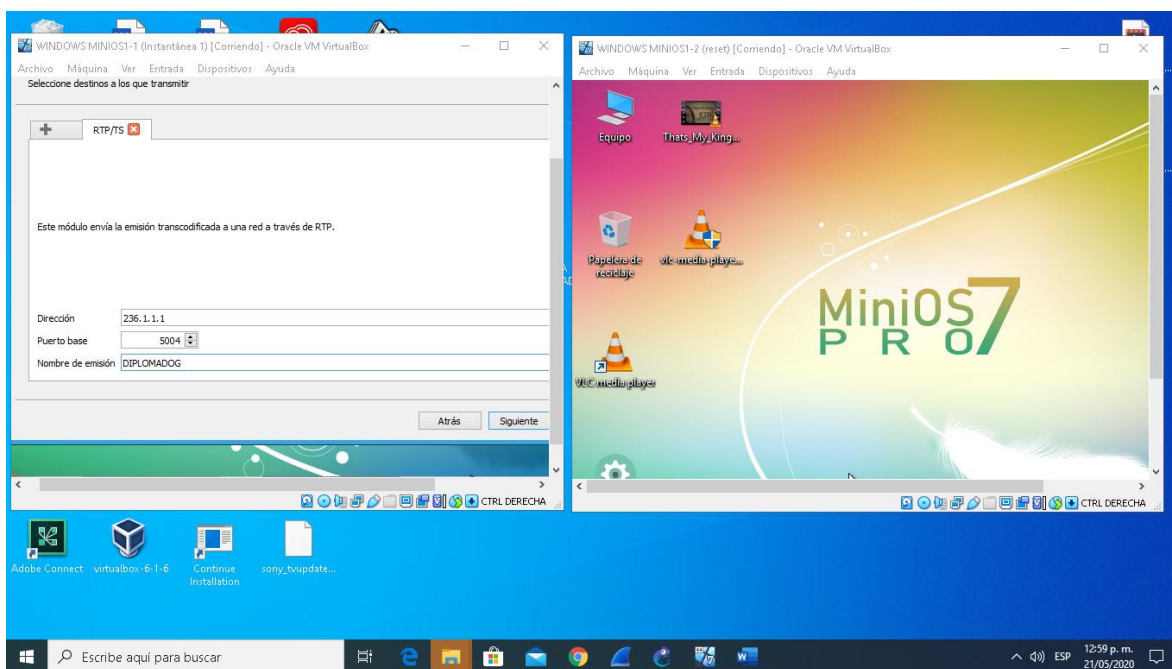 WINDOWS MINIOS1-1 (Instantánea 1) [Corriendo] - Oracle VM VirtualBox
Archivo Máquina Ver Entrada Dispositivos Ayuda
Seleccione destinos a los que transmitir
RTP/TS
Este módulo envía la emisión transcodificada a una red a través de RTP.
Dirección 236.1.1.1
Puerto base 5004
Nombre de emisión DIPLOMADOG
Atrás Siguiente
CTRL DERECHA
WINDOWS MINIOS1-2 (reset) [Corriendo] - Oracle VM VirtualBox
Archivo Máquina Ver Entrada Dispositivos Ayuda
Equipo Thats_My_King...
Papelera de reciclaje
vlc-media-playe...
VLC media player
MiniOS 7
PRO
CTRL DERECHA
Adobe Connect virtualbox-6-1-6 Continue Installation sony_tvupdate...
Escribe aquí para buscar
ESP
12:59 p. m.
21/05/2020